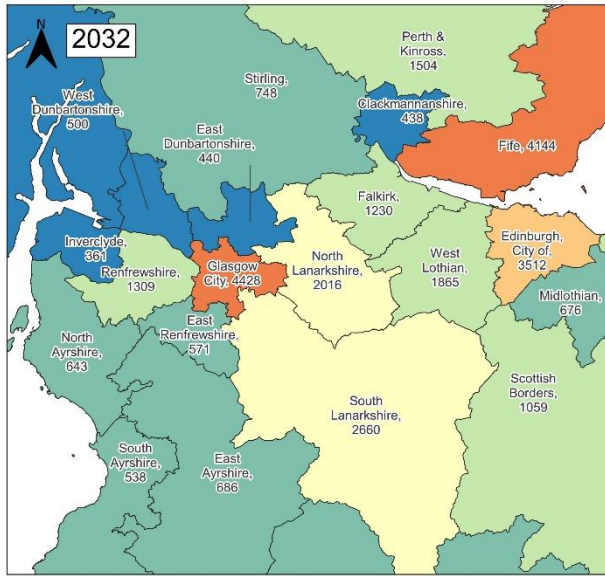 N
2032
Perth &
Kinross,
1504
Stirling,
748
West
Dunbartonshire,
500
Clackmannanshire,
438
East
Dunbartonshire,
440
Fife, 4144
Falkirk,
1230
Edinburgh,
City of,
3512
Inverclyde,
361
Renfrewshire,
1309
Glasgow
City, 4428
North
Lanarkshire,
2016
West
Lothian,
1865
Midlothian,
676
East
Renfrewshire,
571
North
Ayrshire,
643
Scottish
Borders,
1059
South
Lanarkshire,
2660
South
Ayrshire,
538
East
Ayrshire,
686